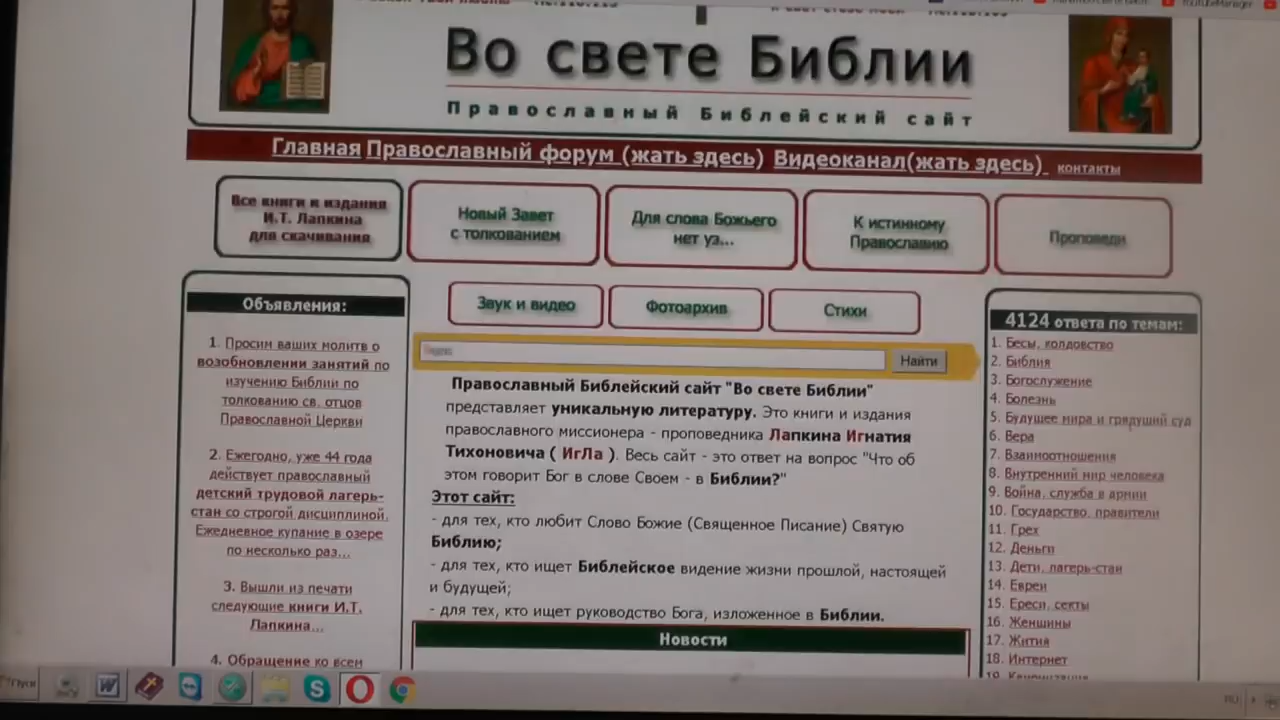 YouTubeManager
Во свете Библии
Православный Библейский сайт
Главная Православный форум (жать здесь) Видеоканал(жать здесь) контакты
Все книги и издания
И.Т. Лапкина
для скачивания
Новый Завет
с толкованием
Для слова Божьего
нет уз...
К истинному
Православию
Проповеди
Звук и видео
Фотоархив
Стихи
Найти
Объявления:
1. Просим ваших молитв о
возобновлении занятий по
изучению Библии по
толкованию св. отцов
Православной Церкви
2. Ежегодно, уже 44 года
действует православный
детский трудовой лагерь-
стан со строгой дисциплиной.
Ежедневное купание в озере
по несколько раз...
3. Вышли из печати
следующие книги И.Т.
Лапкина...
4. Обращение ко всем
Православный Библейский сайт "Во свете Библии"
представляет уникальную литературу. Это книги и издания
православного миссионера - проповедника Лапкина Игнатия
Тихоновича ( ИгЛа ). Весь сайт - это ответ на вопрос "Что об
этом говорит Бог в слове Своем - в Библии?"
Этот сайт:
- для тех, кто любит Слово Божие (Священное Писание) Святую
Библию;
- для тех, кто ищет Библейское видение жизни прошлой, настоящей
и будущей;
- для тех, кто ищет руководство Бога, изложенное в Библии.
Новости
4124 ответа по темам:
1. Бесы, колдовство
2. Библия
3. Богослужение
4. Болезнь
5. Будущее мира и грядущий суд
6. Вера
7. Взаимоотношения
8. Внутренний мир человека
9. Война, служба в армии
10. Государство, правители
11. Грех
12. Деньги
13. Дети, лагерь-стан
14. Евреи
15. Ереси, секты
16. Женщины
17. Жития
18. Интернет
19. Канонизация
Пуск
RU